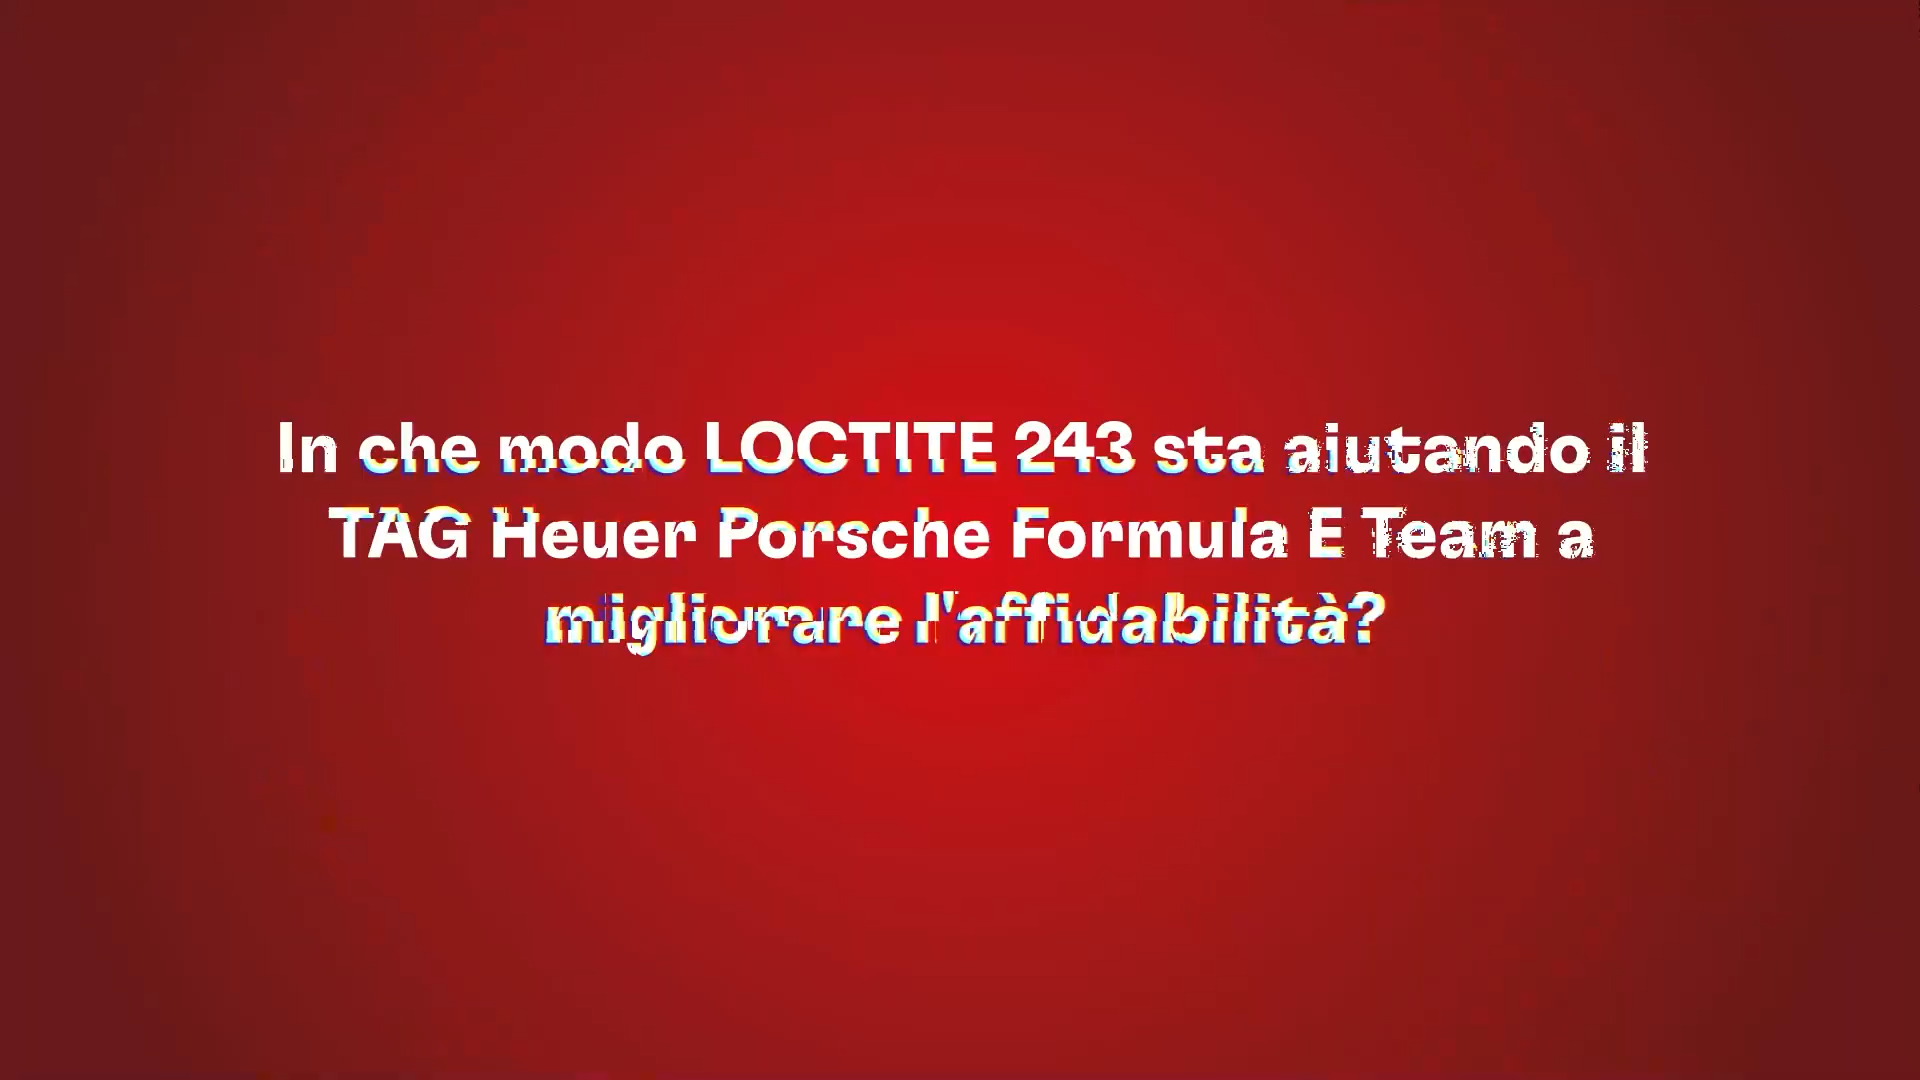 In che modo LOCTITE 243 sta aiutando il
TAG Heuer Porsche Formula E Team a
migliorare l'affidabilità?